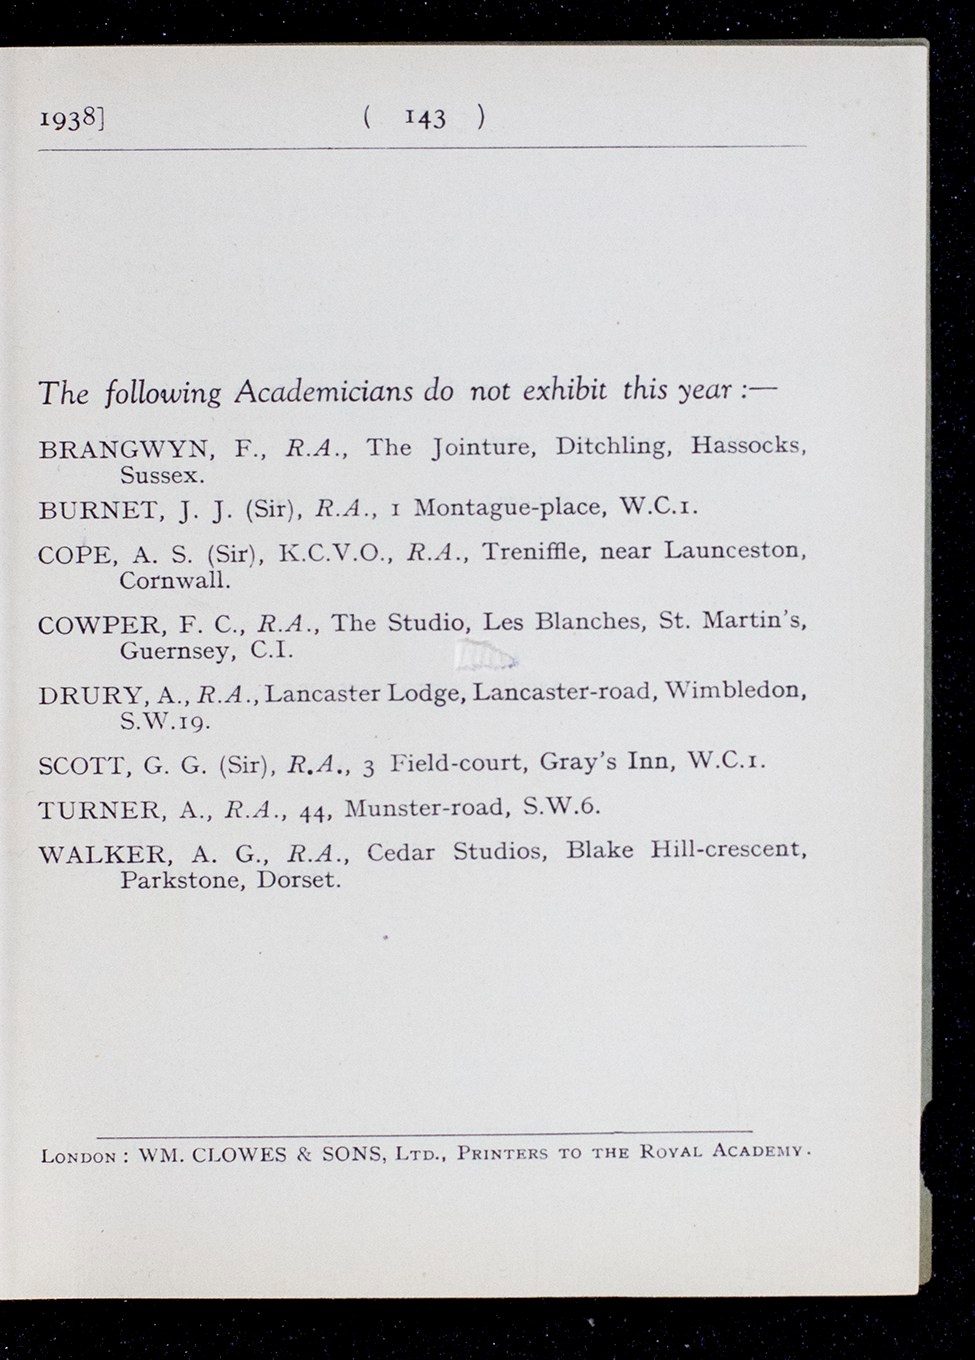 1938] ( 143 )
The following Academicians do not exhibit this year :—
BRANGWYN, F., R.A., The Jointure, Ditchling, Hassocks,
Sussex.
BURNET, J. J. (Sir), R.A., 1 Montague-place, W.C.1.
COPE, A. S. (Sir), K.C.V.O., R.A., Treniffle, near Launceston,
Cornwall.
COWPER, F. C., R.A., The Studio, Les Blanches, St. Martin's,
Guernsey, C.I.
DRURY, A., R.A., Lancaster Lodge, Lancaster-road, Wimbledon,
S.W.19.
SCOTT, G. G. (Sir), R.A., 3 Field-court, Gray's Inn, W.C.1.
TURNER, A., R.A., 44, Munster-road, S.W.6.
WALKER, A. G., R.A., Cedar Studios, Blake Hill-crescent,
Parkstone, Dorset.
LONDON : WM. CLOWES & SONS, LTD., PRINTERS TO THE ROYAL ACADEMY.